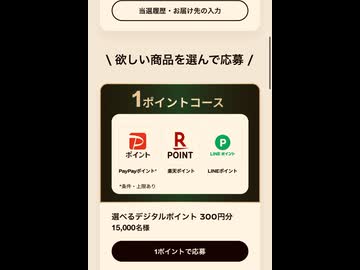 当選履歴・お届け先の入力
\ 欲しい商品を選んで応募 /
1ポイントコース
ポイント
R
POINT
P
LINE ポイント
PayPayポイント*
楽天ポイント
LINEポイント
*条件・上限あり
選べるデジタルポイント 300円分
15,000名様
1ポイントで応募